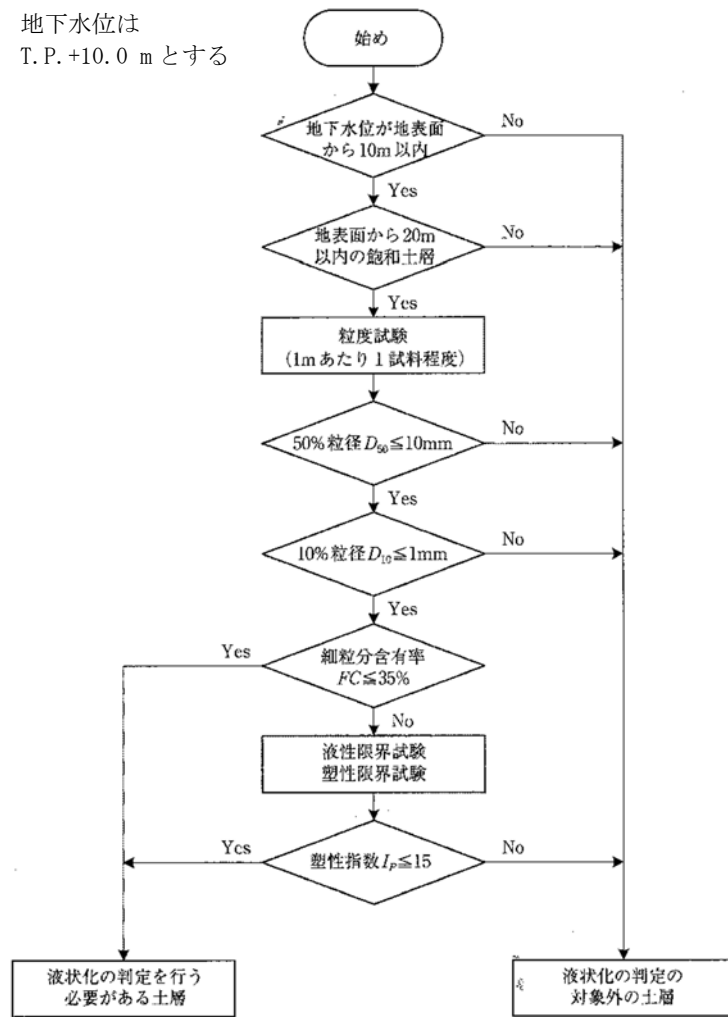 地下水位は
T.P.+10.0 mとする
始め
地下水位が地表面
から10m以内
No
Yes
地表面から20m
以内の飽和土層
No
Yes
粒度試験
(1mあたり1試料程度)
50%粒径D50≦10mm
No
Yes
10%粒径D10≦1mm
No
Yes
細粒分含有率
FC≦35%
Yes
No
液性限界試験
塑性限界試験
塑性指数IP≦15
Yes
No
液状化の判定を行う
必要がある土層
液状化の判定の
対象外の土層